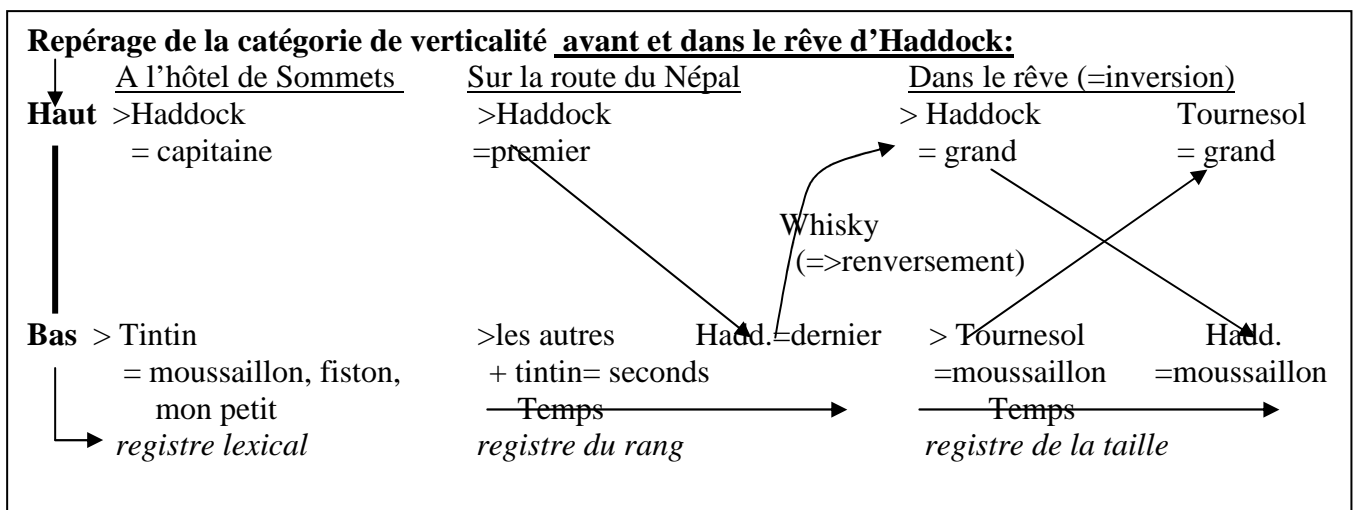 Repérage de la catégorie de verticalité avant et dans le rêve d’Haddock:
A l’hôtel de Sommets Sur la route du Népal Dans le rêve (=inversion)
Haut >Haddock >Haddock > Haddock Tournesol
= capitaine =premier = grand = grand
Whisky
(=>renversement)
Bas > Tintin >les autres Hadd.=dernier > Tournesol Hadd.
= moussaillon, fiston, + tintin= seconds =moussaillon =moussaillon
mon petit Temps Temps
registre lexical registre du rang registre de la taille